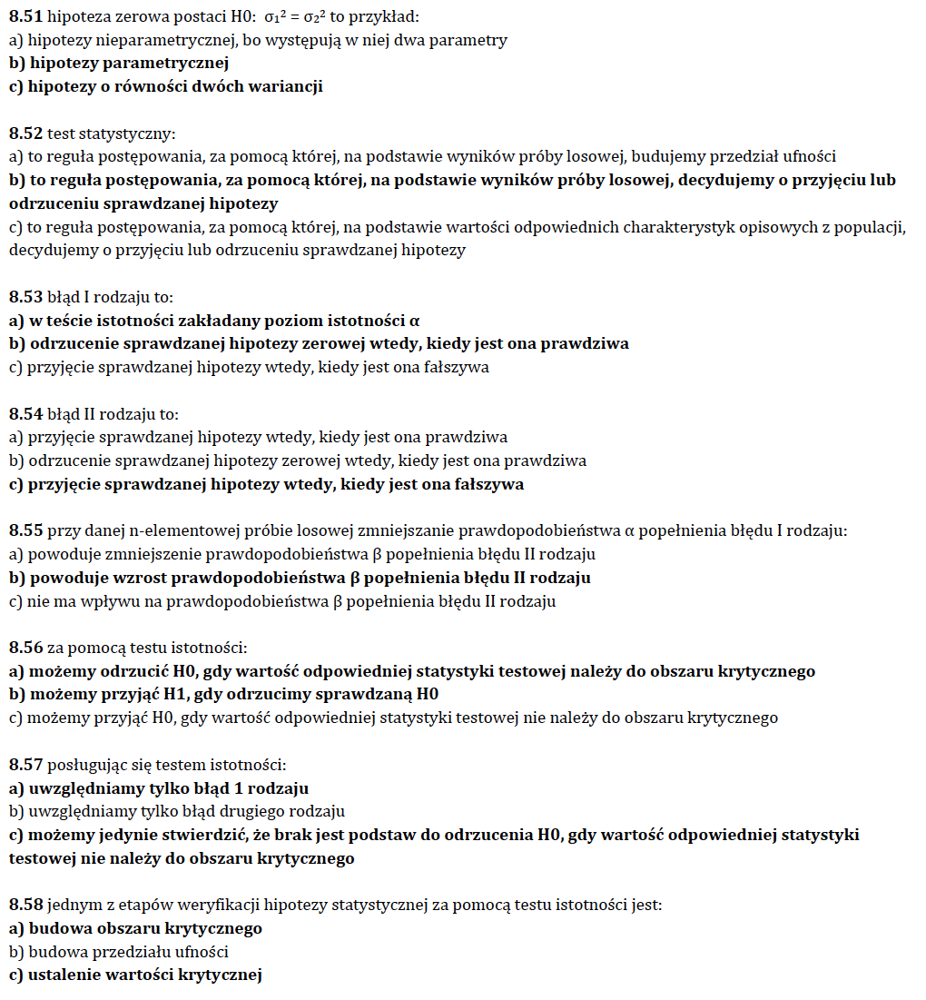 8.51 hipoteza zerowa postaci H0:  σ₁² = σ₂² to przykład:
a) hipotezy nieparametrycznej, bo występują w niej dwa parametry
b) hipotezy parametrycznej
c) hipotezy o równości dwóch wariancji
8.52 test statystyczny:
a) to reguła postępowania, za pomocą której, na podstawie wyników próby losowej, budujemy przedział ufności
b) to reguła postępowania, za pomocą której, na podstawie wyników próby losowej, decydujemy o przyjęciu lub
odrzuceniu sprawdzanej hipotezy
c) to reguła postępowania, za pomocą której, na podstawie wartości odpowiednich charakterystyk opisowych z populacji,
decydujemy o przyjęciu lub odrzuceniu sprawdzanej hipotezy
8.53 błąd I rodzaju to:
a) w teście istotności zakładany poziom istotności α
b) odrzucenie sprawdzanej hipotezy zerowej wtedy, kiedy jest ona prawdziwa
c) przyjęcie sprawdzanej hipotezy wtedy, kiedy jest ona fałszywa
8.54 błąd II rodzaju to:
a) przyjęcie sprawdzanej hipotezy wtedy, kiedy jest ona prawdziwa
b) odrzucenie sprawdzanej hipotezy zerowej wtedy, kiedy jest ona prawdziwa
c) przyjęcie sprawdzanej hipotezy wtedy, kiedy jest ona fałszywa
8.55 przy danej n-elementowej próbie losowej zmniejszanie prawdopodobieństwa α popełnienia błędu I rodzaju:
a) powoduje zmniejszenie prawdopodobieństwa β popełnienia błędu II rodzaju
b) powoduje wzrost prawdopodobieństwa β popełnienia błędu II rodzaju
c) nie ma wpływu na prawdopodobieństwa β popełnienia błędu II rodzaju
8.56 za pomocą testu istotności:
a) możemy odrzucić H0, gdy wartość odpowiedniej statystyki testowej należy do obszaru krytycznego
b) możemy przyjąć H1, gdy odrzucimy sprawdzaną H0
c) możemy przyjąć H0, gdy wartość odpowiedniej statystyki testowej nie należy do obszaru krytycznego
8.57 posługując się testem istotności:
a) uwzględniamy tylko błąd 1 rodzaju
b) uwzględniamy tylko błąd drugiego rodzaju
c) możemy jedynie stwierdzić, że brak jest podstaw do odrzucenia H0, gdy wartość odpowiedniej statystyki
testowej nie należy do obszaru krytycznego
8.58 jednym z etapów weryfikacji hipotezy statystycznej za pomocą testu istotności jest:
a) budowa obszaru krytycznego
b) budowa przedziału ufności
c) ustalenie wartości krytycznej